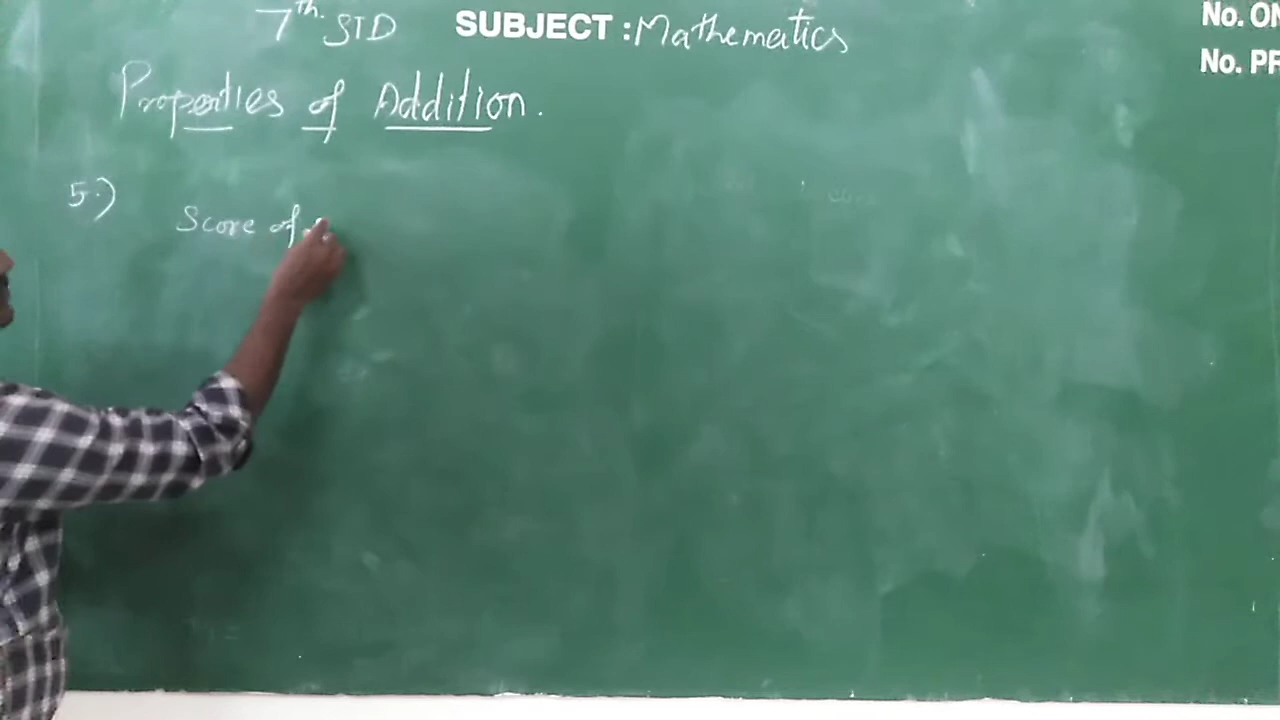 7th. STD SUBJECT : Mathematics
No. ON
No. PR
Properties of Addition.
5.)
Score of